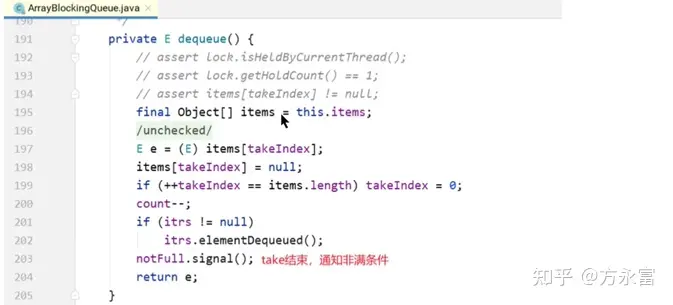 ArrayBlockingQueue.java ×
190 */
191 private E dequeue() {
192 // assert lock.isHeldByCurrentThread();
193 // assert lock.getHoldCount() == 1;
194 // assert items[takeIndex] != null;
195 final Object[] items = this.items;
196 /unchecked/
197 E e = (E) items[takeIndex];
198 items[takeIndex] = null;
199 if (++takeIndex == items.length) takeIndex = 0;
200 count--;
201 if (itrs != null)
202 itrs.elementDequeued();
203 notFull.signal(); take结束，通知非满条件
204 return e;
205 }
知乎 @方永富